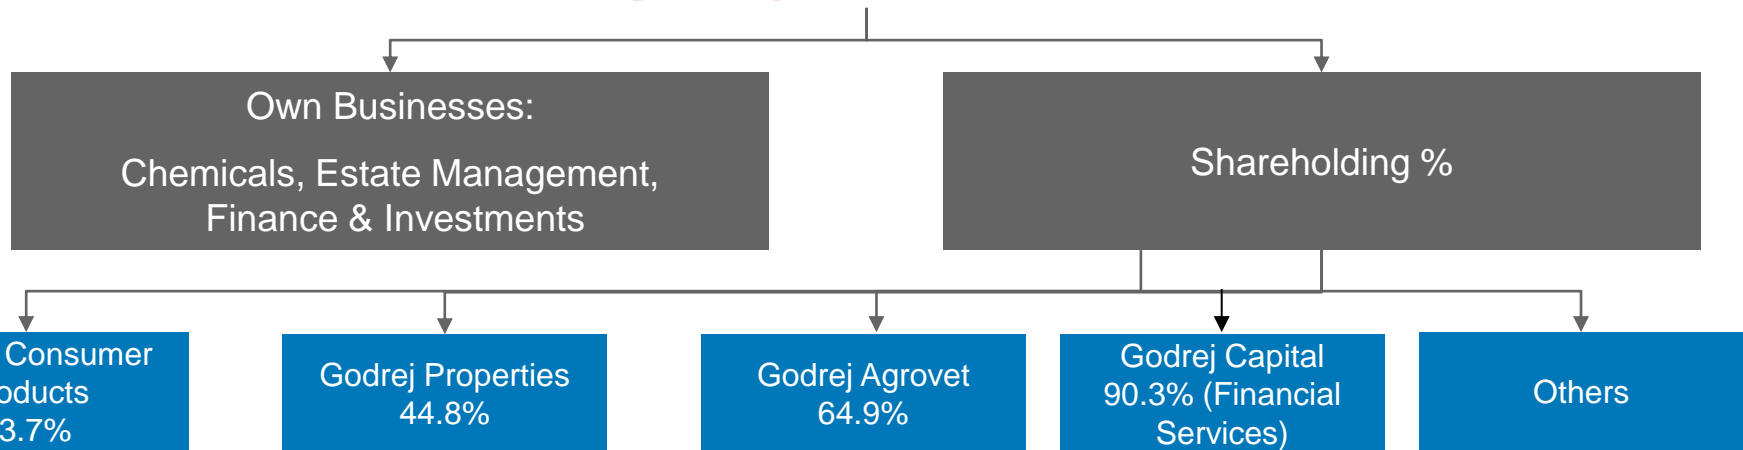 Own Businesses:
Chemicals, Estate Management,
Finance & Investments
Shareholding %
Consumer
oducts
3.7%
Godrej Properties
44.8%
Godrej Agrovet
64.9%
Godrej Capital
90.3% (Financial
Services)
Others